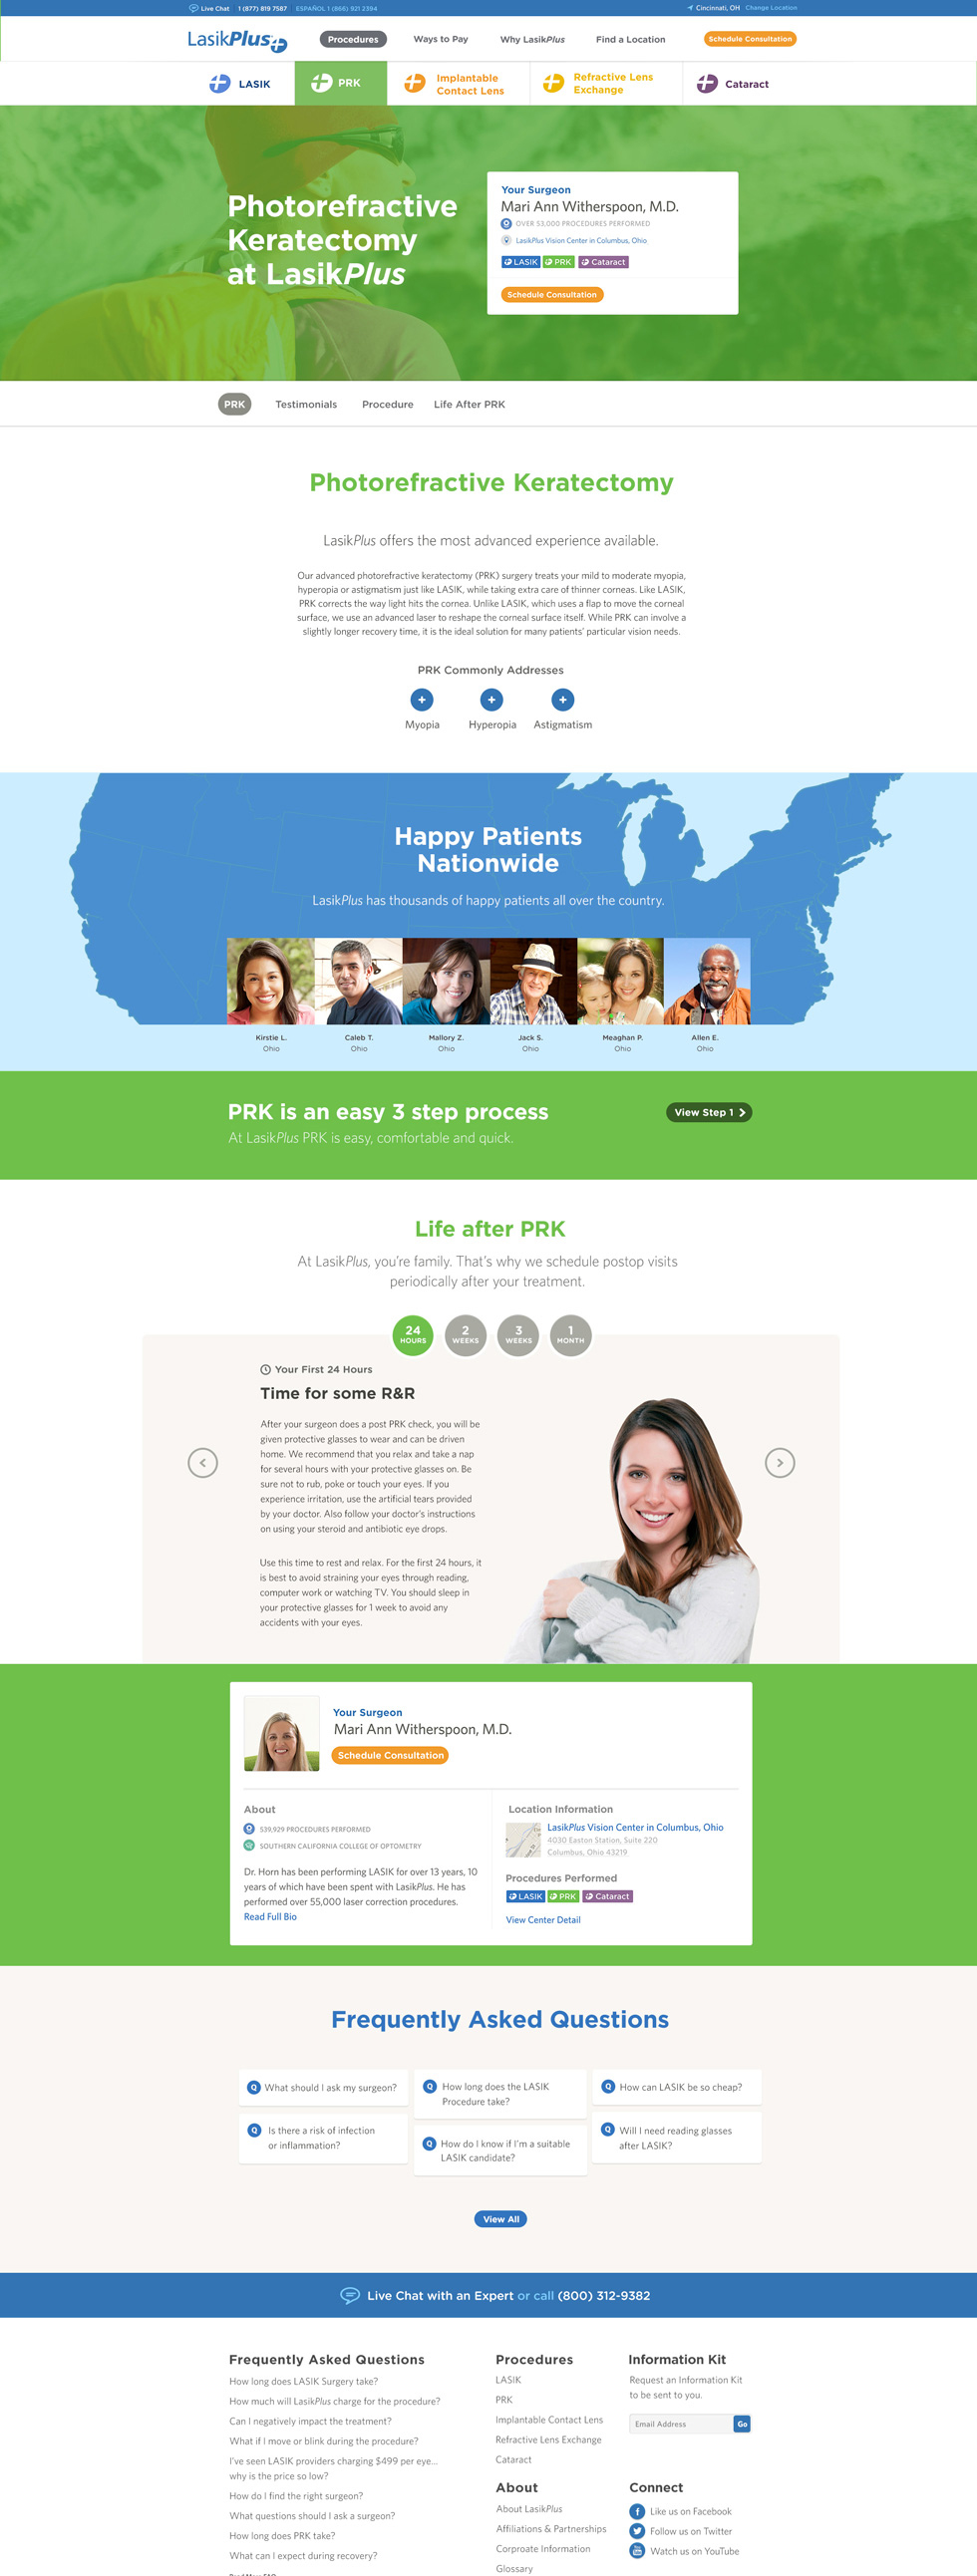 Live Chat 1 (877) 819 7587 ESPAÑOL 1 (866) 921 2394
Cincinnati, OH Change Location
LasikPlus
Procedures
Ways to Pay
Why LasikPlus
Find a Location
Schedule Consultation
LASIK
PRK
Implantable
Contact Lens
Refractive Lens
Exchange
Cataract
Photorefractive
Keratectomy
at LasikPlus
Your Surgeon
Mari Ann Witherspoon, M.D.
OVER 53,000 PROCEDURES PERFORMED
LasikPlus Vision Center in Columbus, Ohio
LASIK PRK Cataract
Schedule Consultation
PRK
Testimonials
Procedure
Life After PRK
Photorefractive Keratectomy
LasikPlus offers the most advanced experience available.
Our advanced photorefractive keratectomy (PRK) surgery treats your mild to moderate myopia,
hyperopia or astigmatism just like LASIK, while taking extra care of thinner corneas. Like LASIK,
PRK corrects the way light hits the cornea. Unlike LASIK, which uses a flap to move the corneal
surface, we use an advanced laser to reshape the corneal surface itself. While PRK can involve a
slightly longer recovery time, it is the ideal solution for many patients' particular vision needs.
PRK Commonly Addresses
Myopia
Hyperopia
Astigmatism
Happy Patients
Nationwide
LasikPlus has thousands of happy patients all over the country.
Kirstie L.
Ohio
Caleb T.
Ohio
Mallory Z.
Ohio
Jack S.
Ohio
Meaghan P.
Ohio
Allen E.
Ohio
PRK is an easy 3 step process
At LasikPlus PRK is easy, comfortable and quick.
View Step 1
Life after PRK
At LasikPlus, you're family. That's why we schedule postop visits
periodically after your treatment.
24
HOURS
2
WEEKS
3
WEEKS
1
MONTH
Your First 24 Hours
Time for some R&R
After your surgeon does a post PRK check, you will be
given protective glasses to wear and can be driven
home. We recommend that you relax and take a nap
for several hours with your protective glasses on. Be
sure not to rub, poke or touch your eyes. If you
experience irritation, use the artificial tears provided
by your doctor. Also follow your doctor's instructions
on using your steroid and antibiotic eye drops.
Use this time to rest and relax. For the first 24 hours, it
is best to avoid straining your eyes through reading,
computer work or watching TV. You should sleep in
your protective glasses for 1 week to avoid any
accidents with your eyes.
Your Surgeon
Mari Ann Witherspoon, M.D.
Schedule Consultation
About
539,929 PROCEDURES PERFORMED
SOUTHERN CALIFORNIA COLLEGE OF OPTOMETRY
Dr. Horn has been performing LASIK for over 13 years, 10
years of which have been spent with LasikPlus. He has
performed over 55,000 laser correction procedures.
Read Full Bio
Location Information
LasikPlus Vision Center in Columbus, Ohio
4030 Easton Station, Suite 220
Columbus, Ohio 43219
Procedures Performed
LASIK PRK Cataract
View Center Detail
Frequently Asked Questions
Q What should I ask my surgeon?
Q How long does the LASIK
Procedure take?
Q How can LASIK be so cheap?
Q Is there a risk of infection
or inflammation?
Q How do I know if I'm a suitable
LASIK candidate?
Q Will I need reading glasses
after LASIK?
View All
Live Chat with an Expert or call (800) 312-9382
Frequently Asked Questions
How long does LASIK Surgery take?
How much will LasikPlus charge for the procedure?
Can I negatively impact the treatment?
What if I move or blink during the procedure?
I've seen LASIK providers charging $499 per eye...
why is the price so low?
How do I find the right surgeon?
What questions should I ask a surgeon?
How long does PRK take?
What can I expect during recovery?
Procedures
LASIK
PRK
Implantable Contact Lens
Refractive Lens Exchange
Cataract
About
About LasikPlus
Affiliations & Partnerships
Corproate Information
Glossary
Information Kit
Request an Information Kit
to be sent to you.
Email Address Go
Connect
Like us on Facebook
Follow us on Twitter
Watch us on YouTube